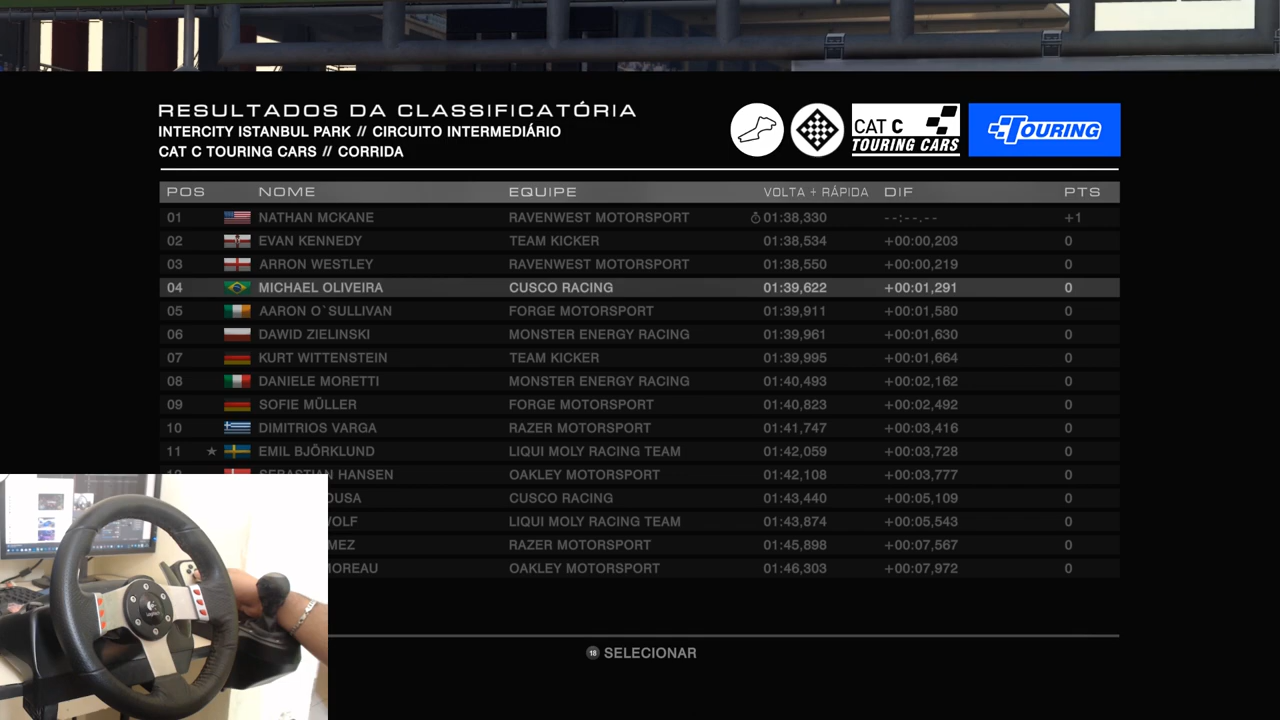 RESULTADOS DA CLASSIFICATÓRIA
INTERCITY ISTANBUL PARK // CIRCUITO INTERMEDIÁRIO
CAT C TOURING CARS // CORRIDA
CAT C
TOURING CARS
TOURING
POS NOME EQUIPE VOLTA + RÁPIDA DIF PTS
01 NATHAN MCKANE RAVENWEST MOTORSPORT 01:38,330 --:--.-- +1
02 EVAN KENNEDY TEAM KICKER 01:38,534 +00:00,203 0
03 ARRON WESTLEY RAVENWEST MOTORSPORT 01:38,550 +00:00,219 0
04 MICHAEL OLIVEIRA CUSCO RACING 01:39,622 +00:01,291 0
05 AARON O`SULLIVAN FORGE MOTORSPORT 01:39,911 +00:01,580 0
06 DAWID ZIELINSKI MONSTER ENERGY RACING 01:39,961 +00:01,630 0
07 KURT WITTENSTEIN TEAM KICKER 01:39,995 +00:01,664 0
08 DANIELE MORETTI MONSTER ENERGY RACING 01:40,493 +00:02,162 0
09 SOFIE MÜLLER FORGE MOTORSPORT 01:40,823 +00:02,492 0
10 DIMITRIOS VARGA RAZER MOTORSPORT 01:41,747 +00:03,416 0
11 ★ EMIL BJÖRKLUND LIQUI MOLY RACING TEAM 01:42,059 +00:03,728 0
12 SEBASTIAN HANSEN OAKLEY MOTORSPORT 01:42,108 +00:03,777 0
OUSA CUSCO RACING 01:43,440 +00:05,109 0
WOLF LIQUI MOLY RACING TEAM 01:43,874 +00:05,543 0
MEZ RAZER MOTORSPORT 01:45,898 +00:07,567 0
MOREAU OAKLEY MOTORSPORT 01:46,303 +00:07,972 0
18 SELECIONAR